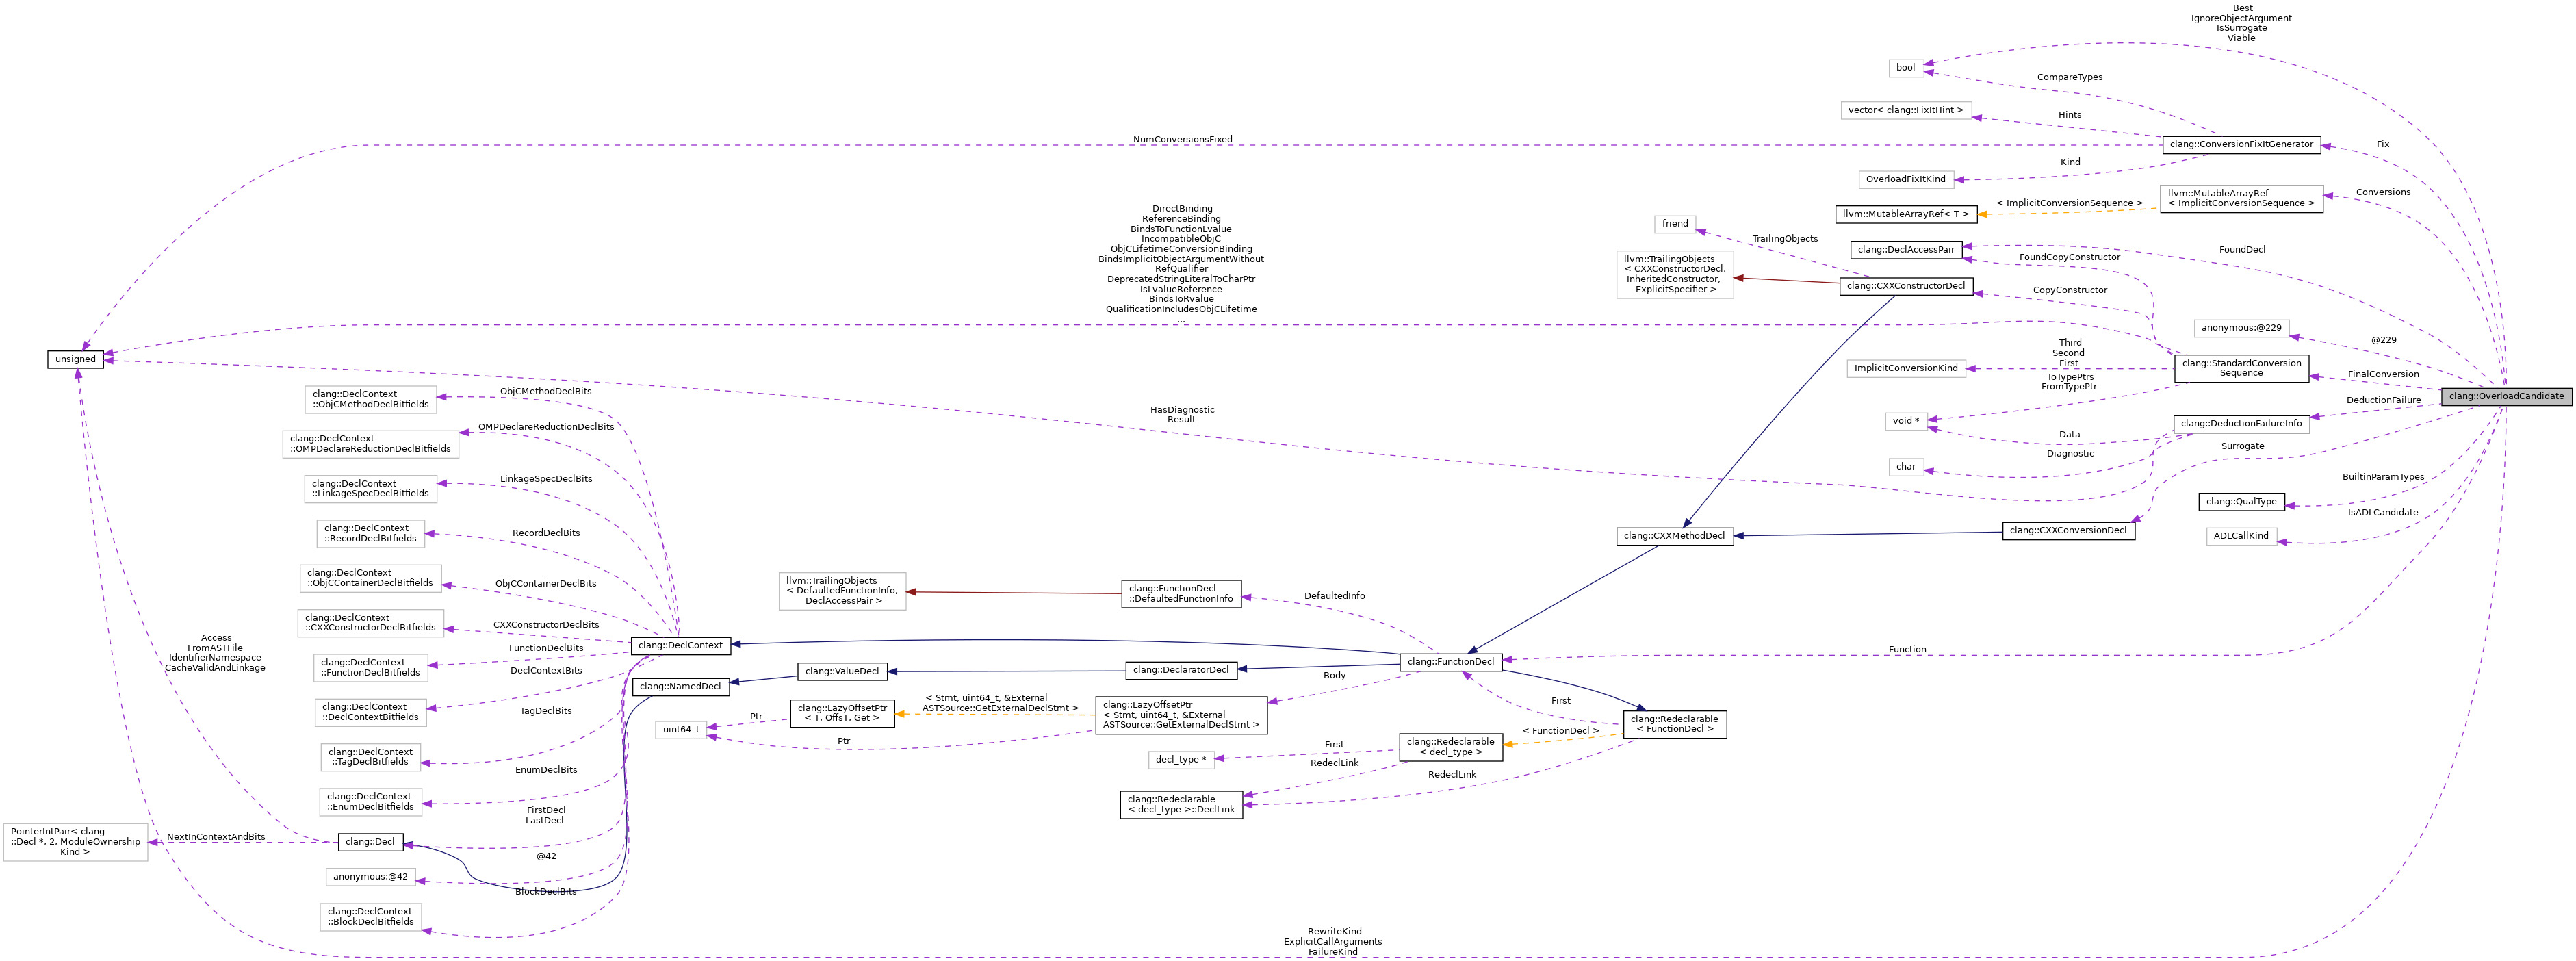 Best
IgnoreObjectArgument
IsSurrogate
Viable
bool
CompareTypes
vector< clang::FixItHint >
Hints
NumConversionsFixed
clang::ConversionFixItGenerator
Fix
Kind
OverloadFixItKind
llvm::MutableArrayRef
< ImplicitConversionSequence >
Conversions
< ImplicitConversionSequence >
llvm::MutableArrayRef< T >
DirectBinding
ReferenceBinding
BindsToFunctionLvalue
IncompatibleObjC
ObjCLifetimeConversionBinding
BindsImplicitObjectArgumentWithout
RefQualifier
DeprecatedStringLiteralToCharPtr
IsLvalueReference
BindsToRvalue
QualificationIncludesObjCLifetime
...
friend
TrailingObjects
clang::DeclAccessPair
FoundDecl
FoundCopyConstructor
llvm::TrailingObjects
< CXXConstructorDecl,
InheritedConstructor,
ExplicitSpecifier >
clang::CXXConstructorDecl
CopyConstructor
anonymous:@229
@229
unsigned
Third
Second
First
ImplicitConversionKind
clang::StandardConversion
Sequence
FinalConversion
ToTypePtrs
FromTypePtr
clang::OverloadCandidate
clang::DeclContext
::ObjCMethodDeclBitfields
ObjCMethodDeclBits
HasDiagnostic
Result
void *
DeductionFailure
clang::DeductionFailureInfo
Data
Diagnostic
char
Surrogate
clang::DeclContext
::OMPDeclareReductionDeclBitfields
OMPDeclareReductionDeclBits
clang::DeclContext
::LinkageSpecDeclBitfields
LinkageSpecDeclBits
BuiltinParamTypes
clang::QualType
IsADLCandidate
ADLCallKind
clang::DeclContext
::RecordDeclBitfields
RecordDeclBits
clang::CXXMethodDecl
clang::CXXConversionDecl
clang::DeclContext
::ObjCContainerDeclBitfields
ObjCContainerDeclBits
llvm::TrailingObjects
< DefaultedFunctionInfo,
DeclAccessPair >
clang::FunctionDecl
::DefaultedFunctionInfo
DefaultedInfo
clang::DeclContext
::CXXConstructorDeclBitfields
CXXConstructorDeclBits
Access
FromASTFile
IdentifierNamespace
CacheValidAndLinkage
clang::DeclContext
::FunctionDeclBitfields
FunctionDeclBits
clang::DeclContext
clang::FunctionDecl
Function
clang::ValueDecl
clang::DeclaratorDecl
DeclContextBits
clang::NamedDecl
Body
clang::DeclContext
::DeclContextBitfields
TagDeclBits
Ptr
clang::LazyOffsetPtr
< T, OffsT, Get >
< Stmt, uint64_t, &External
ASTSource::GetExternalDeclStmt >
clang::LazyOffsetPtr
< Stmt, uint64_t, &External
ASTSource::GetExternalDeclStmt >
First
clang::Redeclarable
< FunctionDecl >
uint64_t
Ptr
< FunctionDecl >
clang::Redeclarable
< decl_type >
First
decl_type *
RedeclLink
RedeclLink
clang::DeclContext
::TagDeclBitfields
EnumDeclBits
clang::DeclContext
::EnumDeclBitfields
clang::Redeclarable
< decl_type >::DeclLink
FirstDecl
LastDecl
PointerIntPair< clang
::Decl *, 2, ModuleOwnership
Kind >
NextInContextAndBits
clang::Decl
@42
anonymous:@42
BlockDeclBits
clang::DeclContext
::BlockDeclBitfields
RewriteKind
ExplicitCallArguments
FailureKind